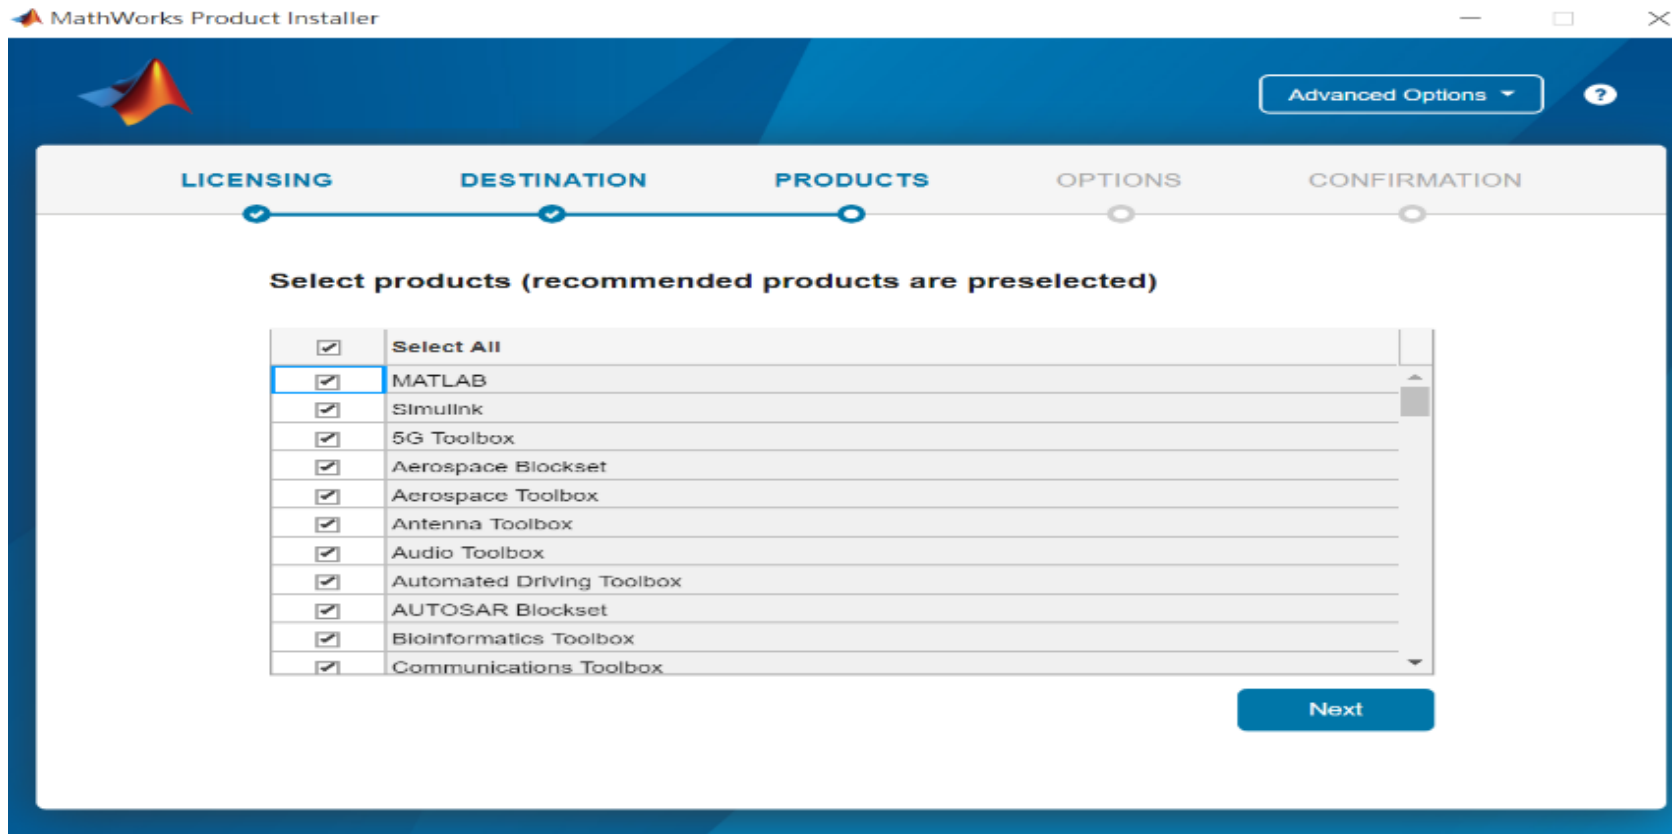 MathWorks Product Installer
Advanced Options
?
LICENSING DESTINATION PRODUCTS OPTIONS CONFIRMATION
Select products (recommended products are preselected)
Select All
MATLAB
Simulink
5G Toolbox
Aerospace Blockset
Aerospace Toolbox
Antenna Toolbox
Audio Toolbox
Automated Driving Toolbox
AUTOSAR Blockset
Bioinformatics Toolbox
Communications Toolbox
Next